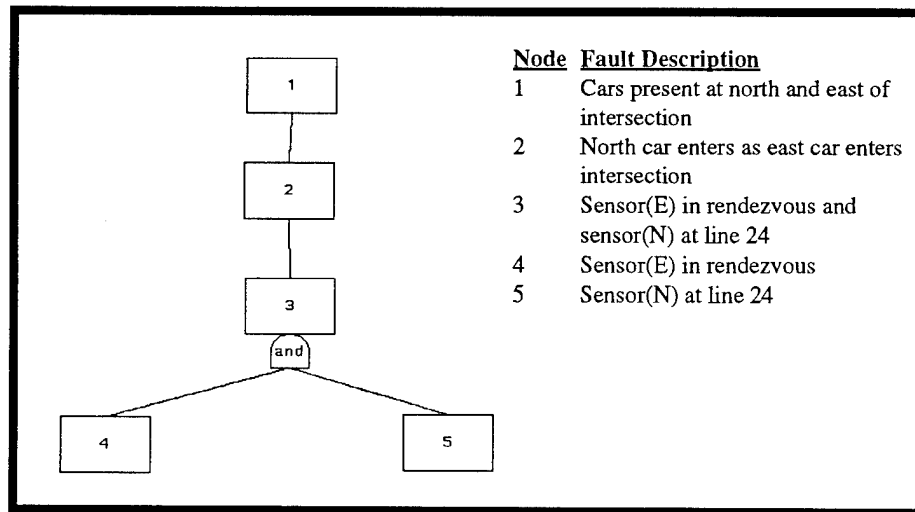 1
2
3
and
4
5
Node Fault Description
1 Cars present at north and east of
intersection
2 North car enters as east car enters
intersection
3 Sensor(E) in rendezvous and
sensor(N) at line 24
4 Sensor(E) in rendezvous
5 Sensor(N) at line 24